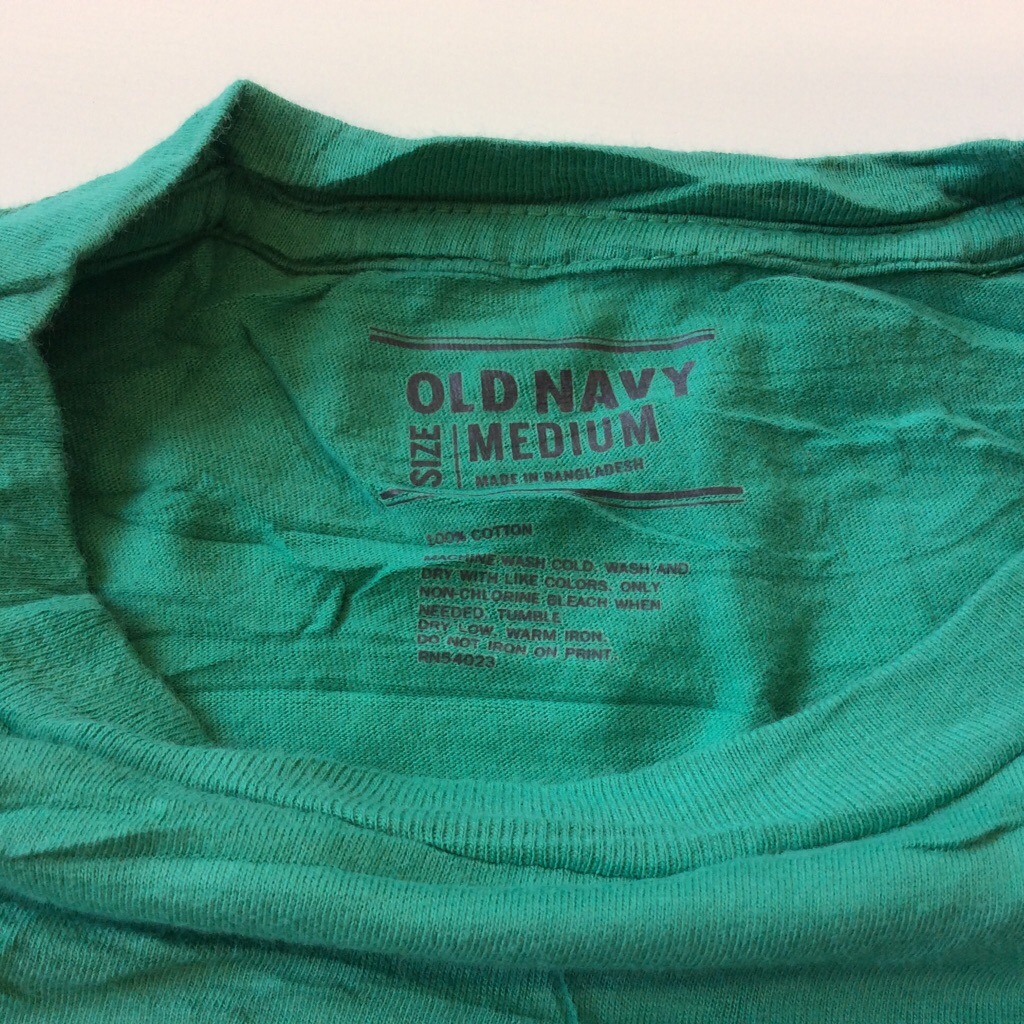 OLD NAVY
SIZE MEDIUM
MADE IN BANGLADESH
100% COTTON
MACHINE WASH COLD, WASH AND
DRY WITH LIKE COLORS, ONLY
NON-CHLORINE BLEACH WHEN
NEEDED, TUMBLE
DRY LOW, WARM IRON.
DO NOT IRON ON PRINT.
RN54023